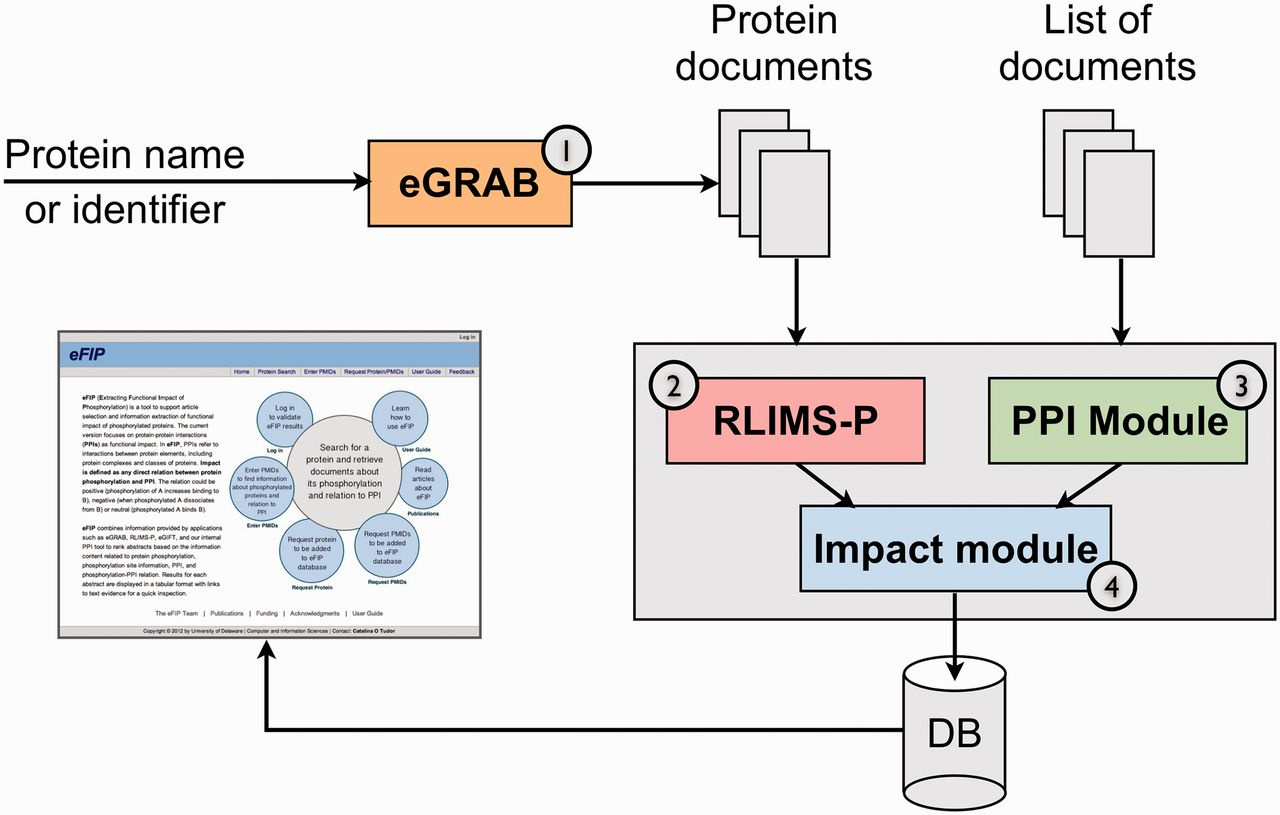 Protein
documents
List of
documents
Protein name
or identifier
eGRAB
1
2
RLIMS-P
3
PPI Module
Impact module
4
DB
Log in
eFIP
Home | Protein Search | Enter PMIDs | Request Protein/PMIDs | User Guide | Feedback
eFIP (Extracting Functional Impact of
Phosphorylation) is a tool to support article
selection and information extraction of functional
impact of phosphorylated proteins. The current
version focuses on protein-protein interactions
(PPIs) as functional impact. In eFIP, PPIs refer to
interactions between protein elements, including
protein complexes and classes of proteins. Impact
is defined as any direct relation between protein
phosphorylation and PPI. The relation could be
positive (phosphorylation of A increases binding to
B), negative (when phosphorylated A dissociates
from B) or neutral (phosphorylated A binds B).
eFIP combines information provided by applications
such as eGRAB, RLIMS-P, eGIFT, and our internal
PPI tool to rank abstracts based on the information
content related to protein phosphorylation,
phosphorylation site information, PPI, and
phosphorylation-PPI relation. Results for each
abstract are displayed in a tabular format with links
to text evidence for a quick inspection.
Log in
to validate
eFIP results
Log in
Learn
how to
use eFIP
User Guide
Search for a
protein and retrieve
documents about
its phosphorylation
and relation to PPI
Enter PMIDs
to find information
about phosphorylated
proteins and
relation to
PPI
Enter PMIDs
Read
articles
about
eFIP
Publications
Request protein
to be added
to eFIP
database
Request Protein
Request PMIDs
to be added
to eFIP
database
Request PMIDs
The eFIP Team | Publications | Funding | Acknowledgments | User Guide
Copyright © 2012 by University of Delaware | Computer and Information Sciences | Contact: Catalina O Tudor